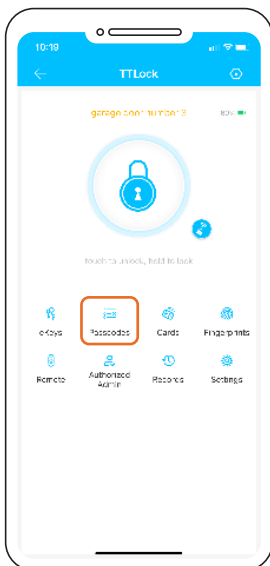 10:19
TTLock
garage door number 3
80%
touch to unlock, hold to lock
eKeys
Passcodes
Cards
Fingerprints
Remote
Authorized
Admin
Records
Settings